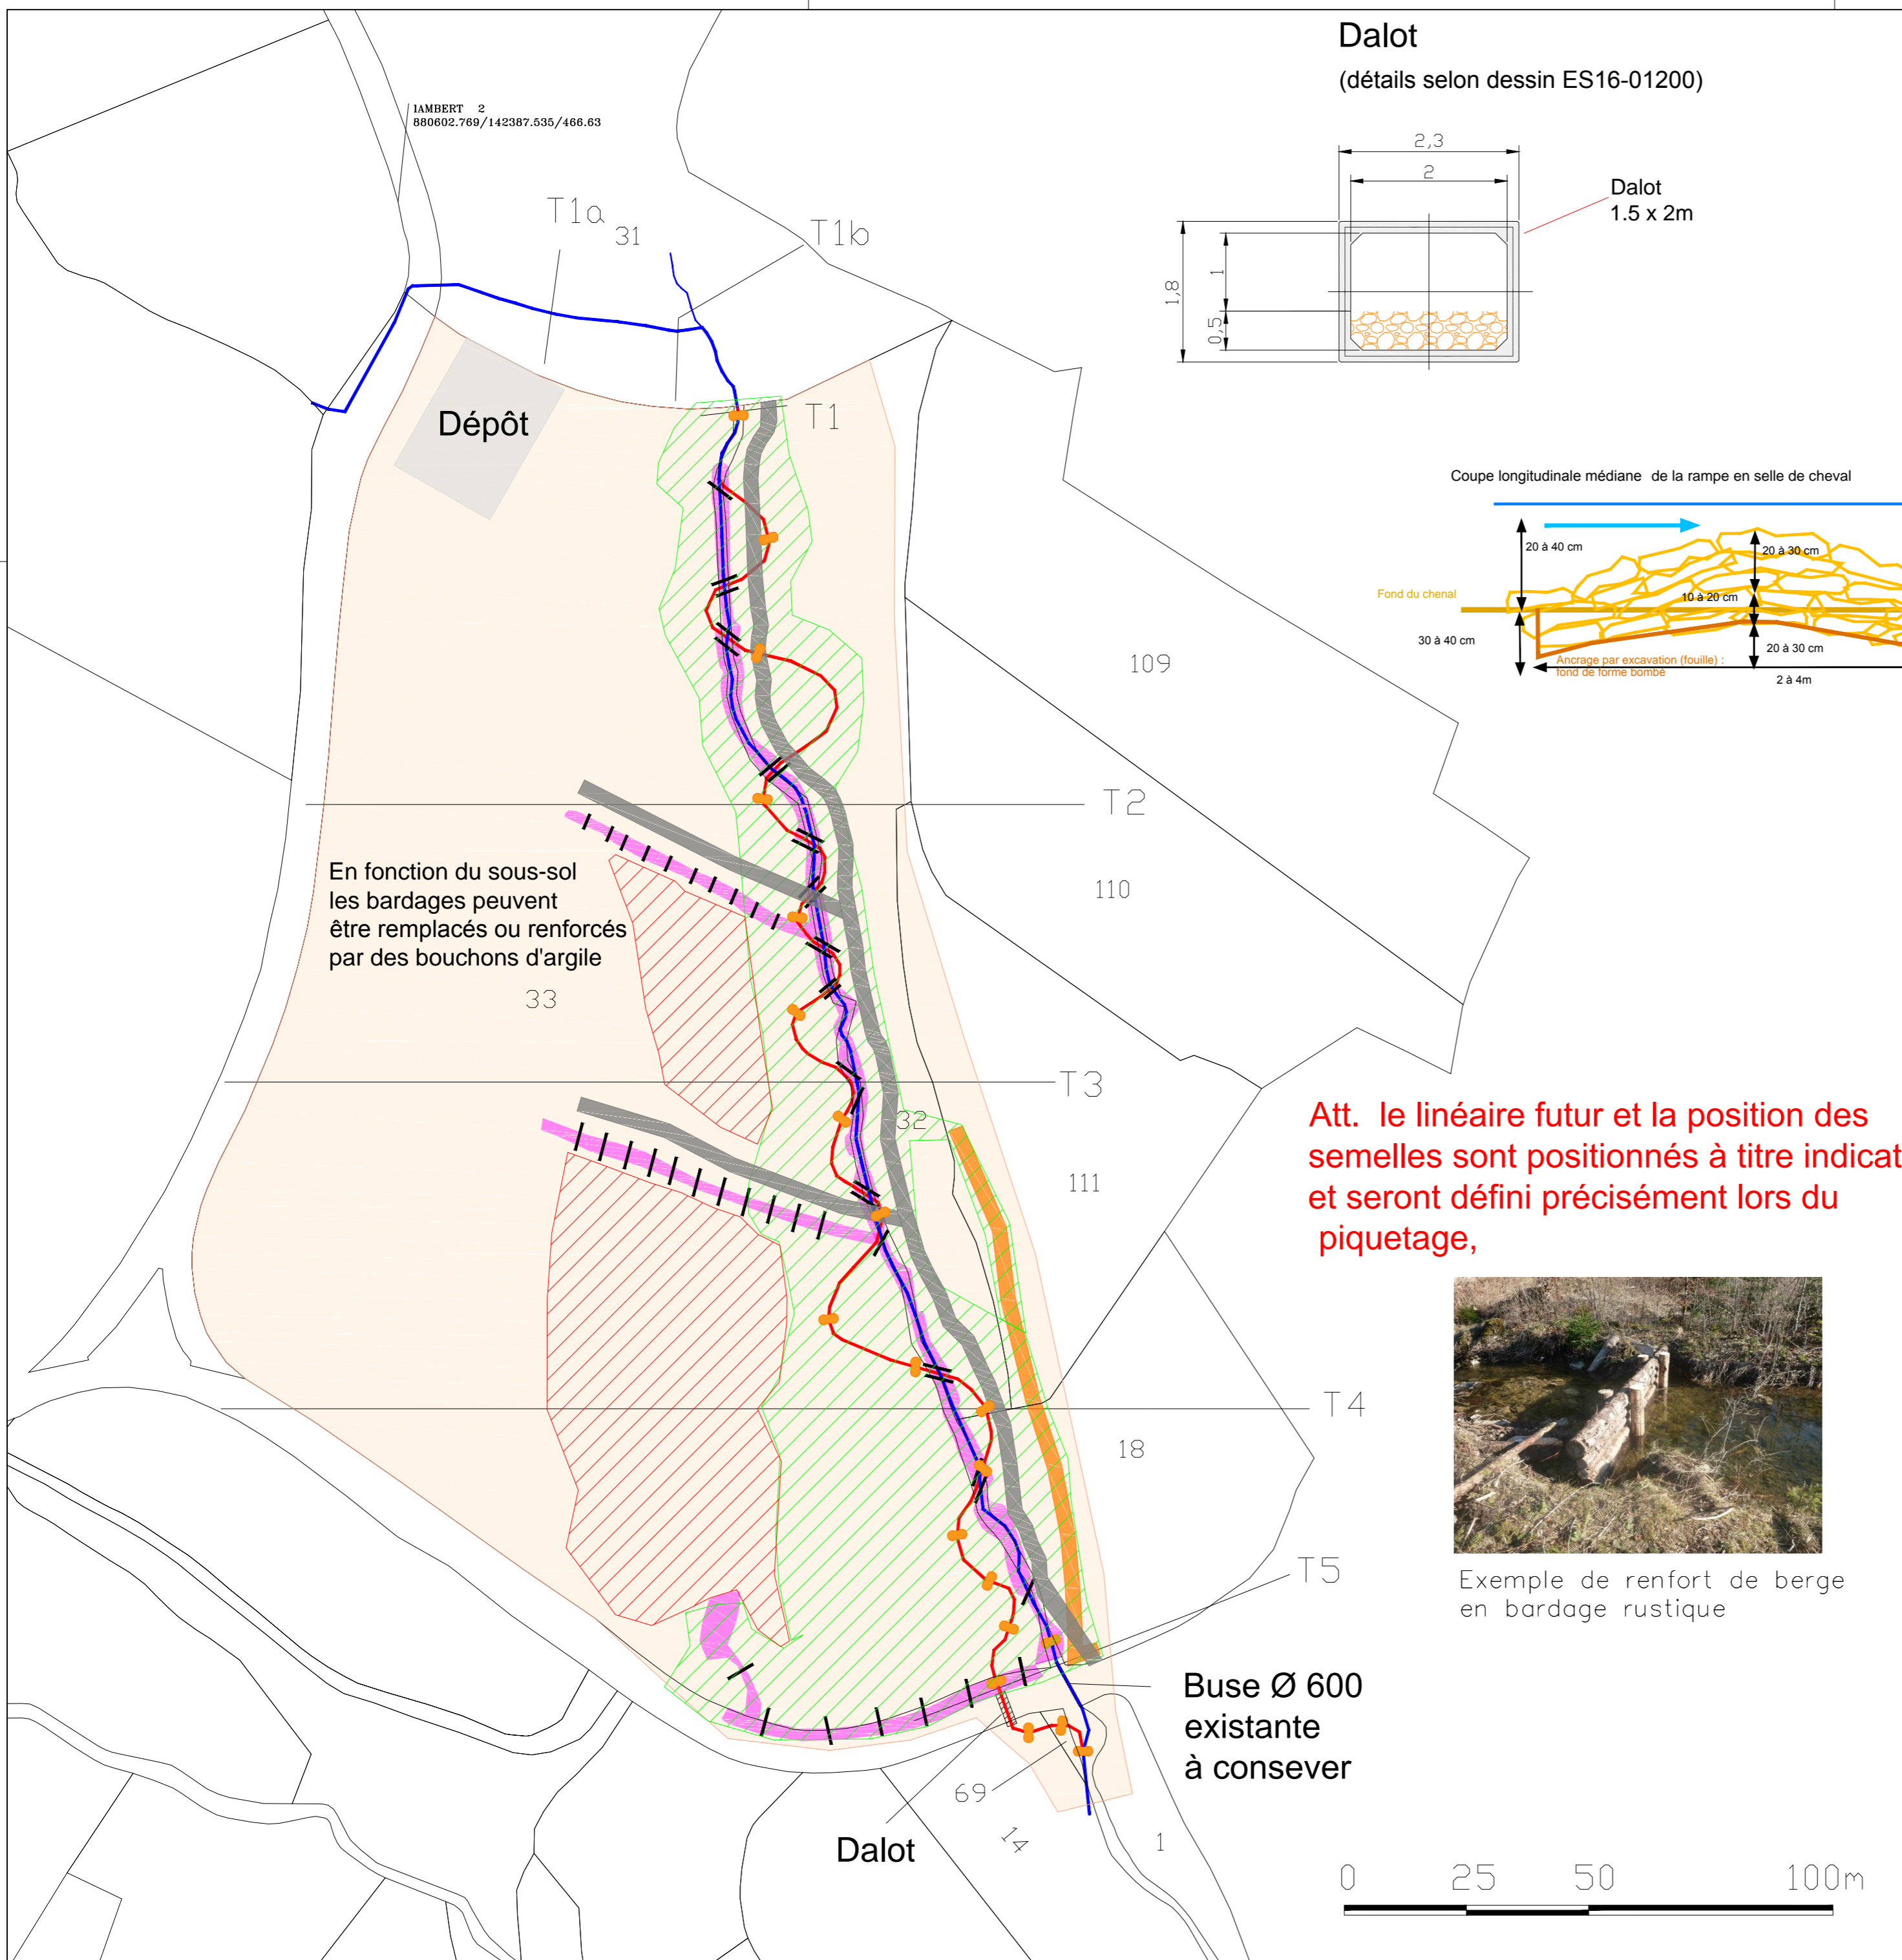 Dalot
(détails selon dessin ES16-01200)
lAMBERT 2
880602.769/142387.535/466.63
2,3
2
Dalot
1.5 x 2m
1,8
1
0,5
T1a
31
T1b
Dépôt
T1
Coupe longitudinale médiane de la rampe en selle de cheval
20 à 40 cm
20 à 30 cm
Fond du chenal
10 à 20 cm
30 à 40 cm
20 à 30 cm
Ancrage par excavation (fouille) :
fond de forme bombé
2 à 4m
109
T2
En fonction du sous-sol
les bardages peuvent
être remplacés ou renforcés
par des bouchons d'argile
110
33
T3
32
Att. le linéaire futur et la position des
semelles sont positionnés à titre indicat
et seront défini précisément lors du
piquetage,
111
T4
18
T5
Exemple de renfort de berge
en bardage rustique
Buse Ø 600
existante
à consever
69
Dalot
14
1
0 25 50 100m